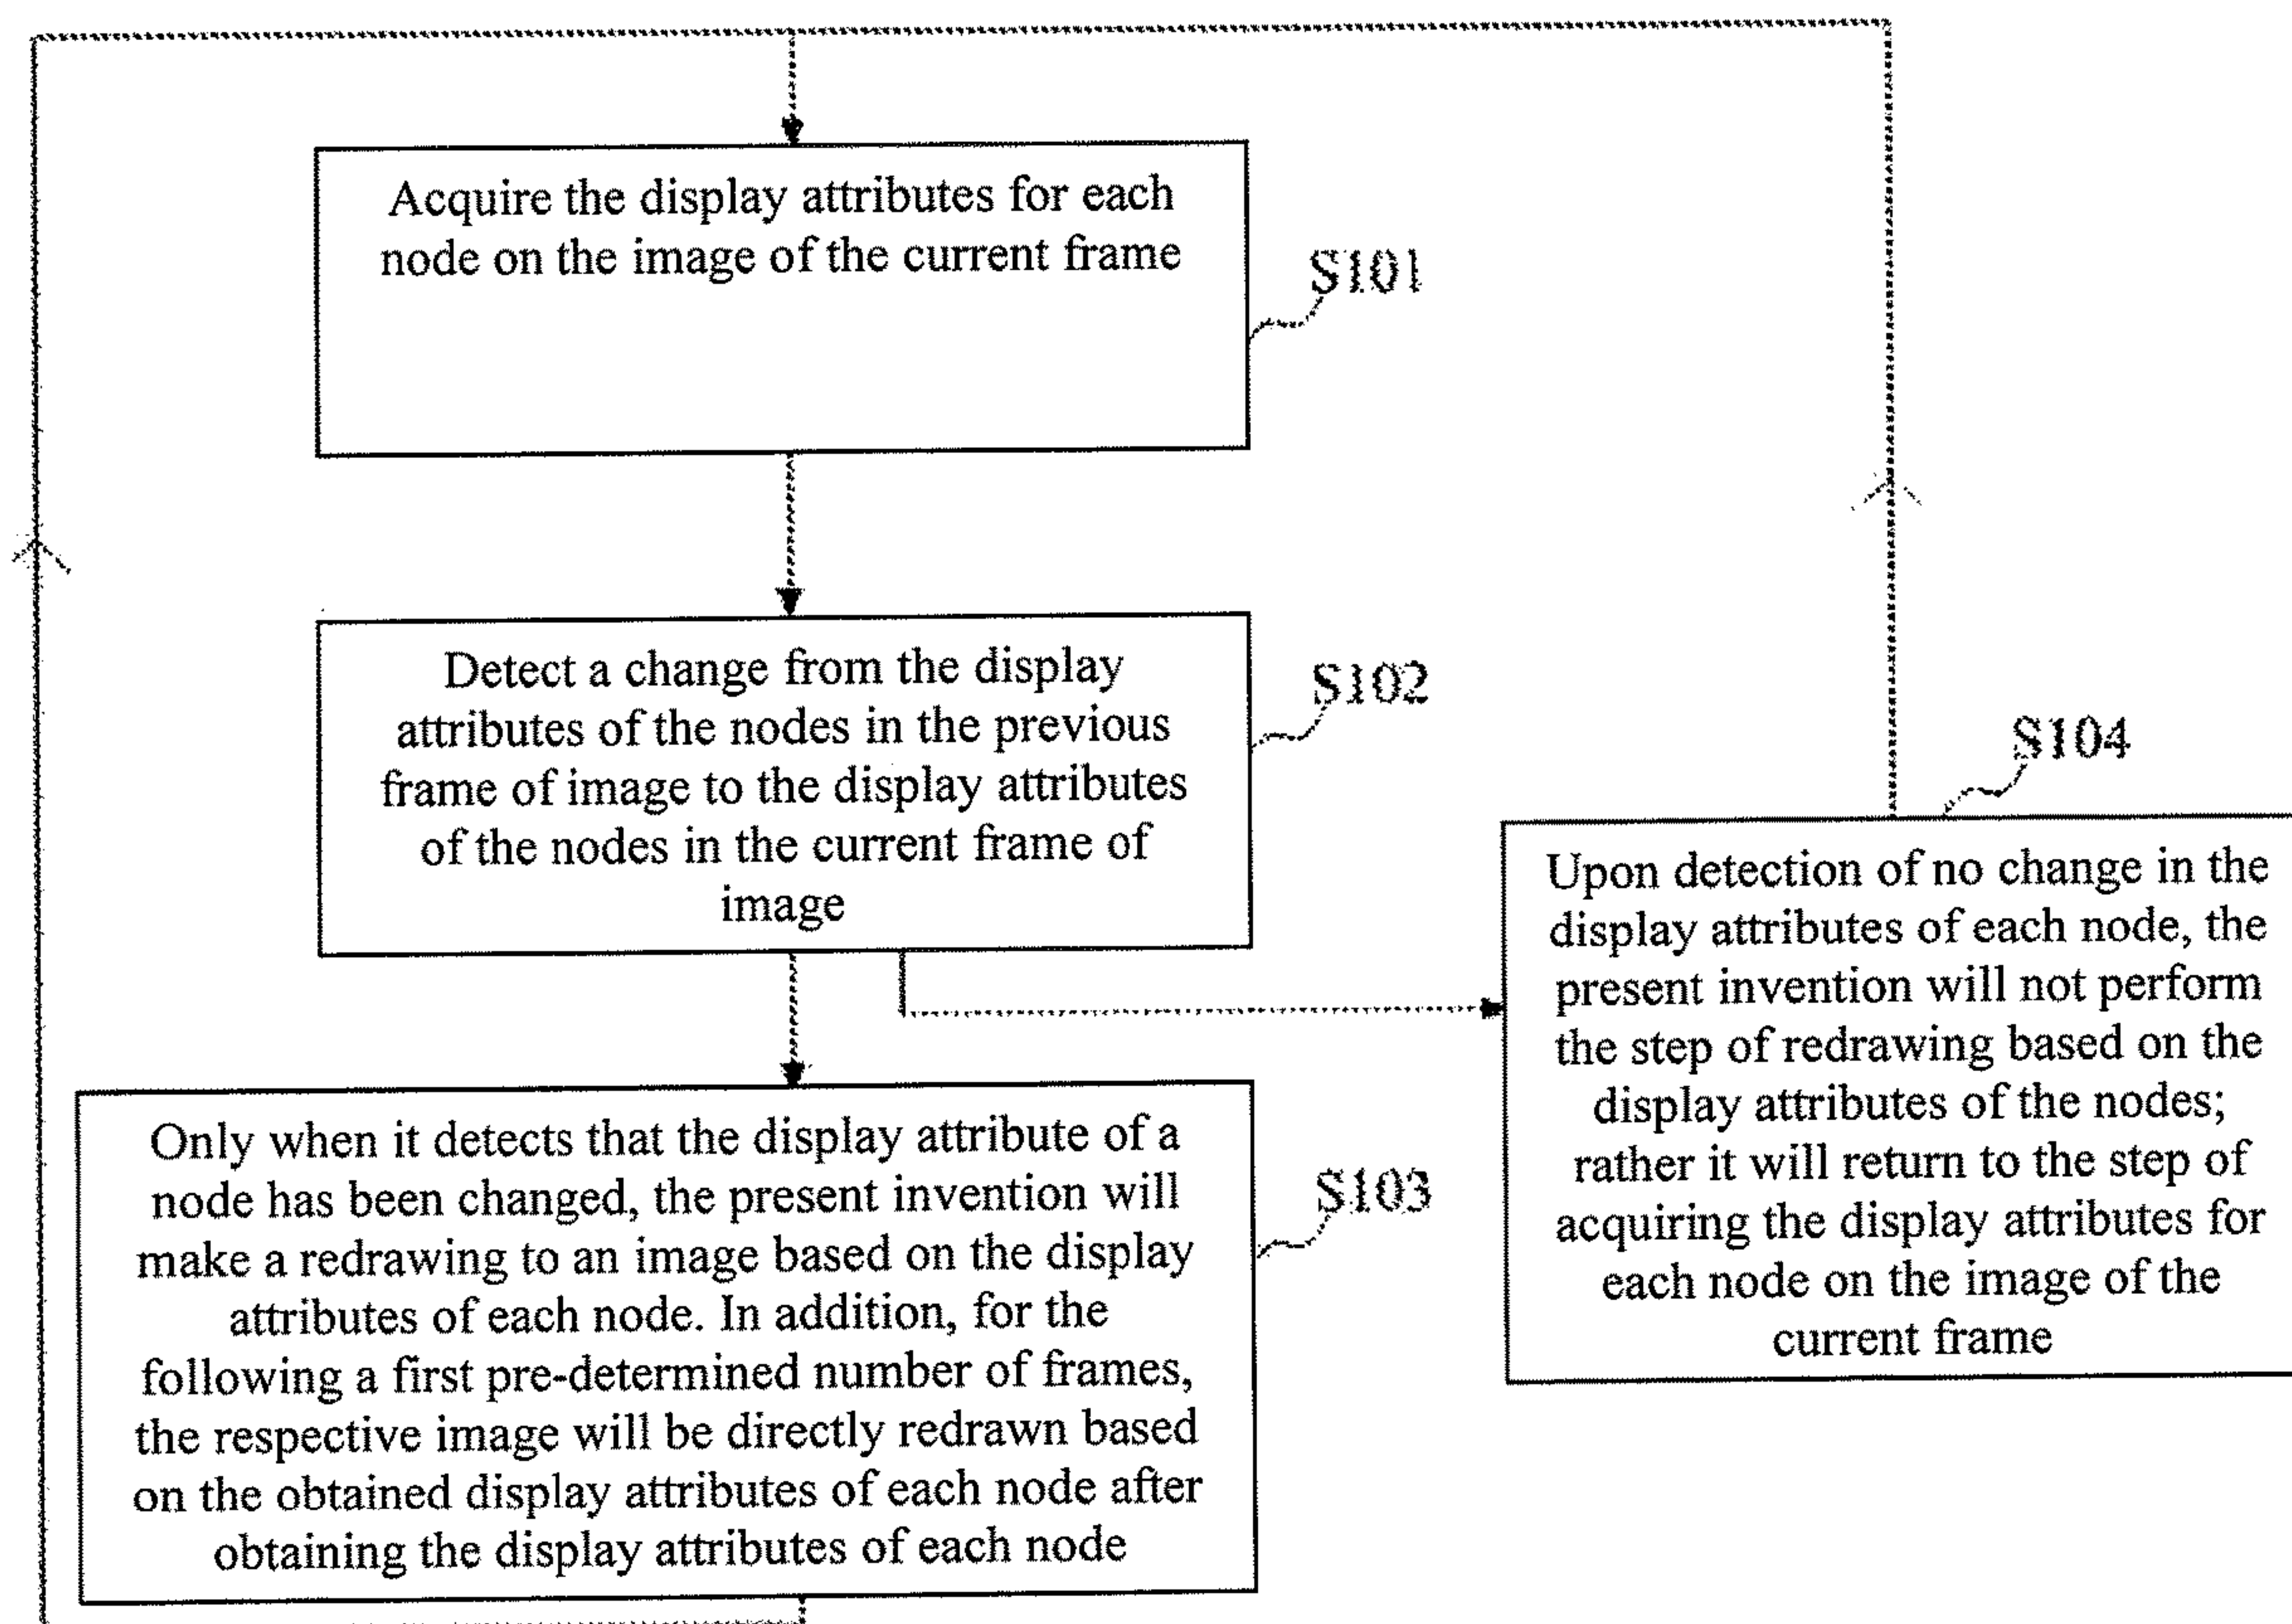 Acquire the display attributes for each
node on the image of the current frame
S101
Detect a change from the display
attributes of the nodes in the previous
frame of image to the display attributes
of the nodes in the current frame of
image
S102
S104
Upon detection of no change in the
display attributes of each node, the
present invention will not perform
the step of redrawing based on the
display attributes of the nodes;
rather it will return to the step of
acquiring the display attributes for
each node on the image of the
current frame
Only when it detects that the display attribute of a
node has been changed, the present invention will
make a redrawing to an image based on the display
attributes of each node. In addition, for the
following a first pre-determined number of frames,
the respective image will be directly redrawn based
on the obtained display attributes of each node after
obtaining the display attributes of each node
S103